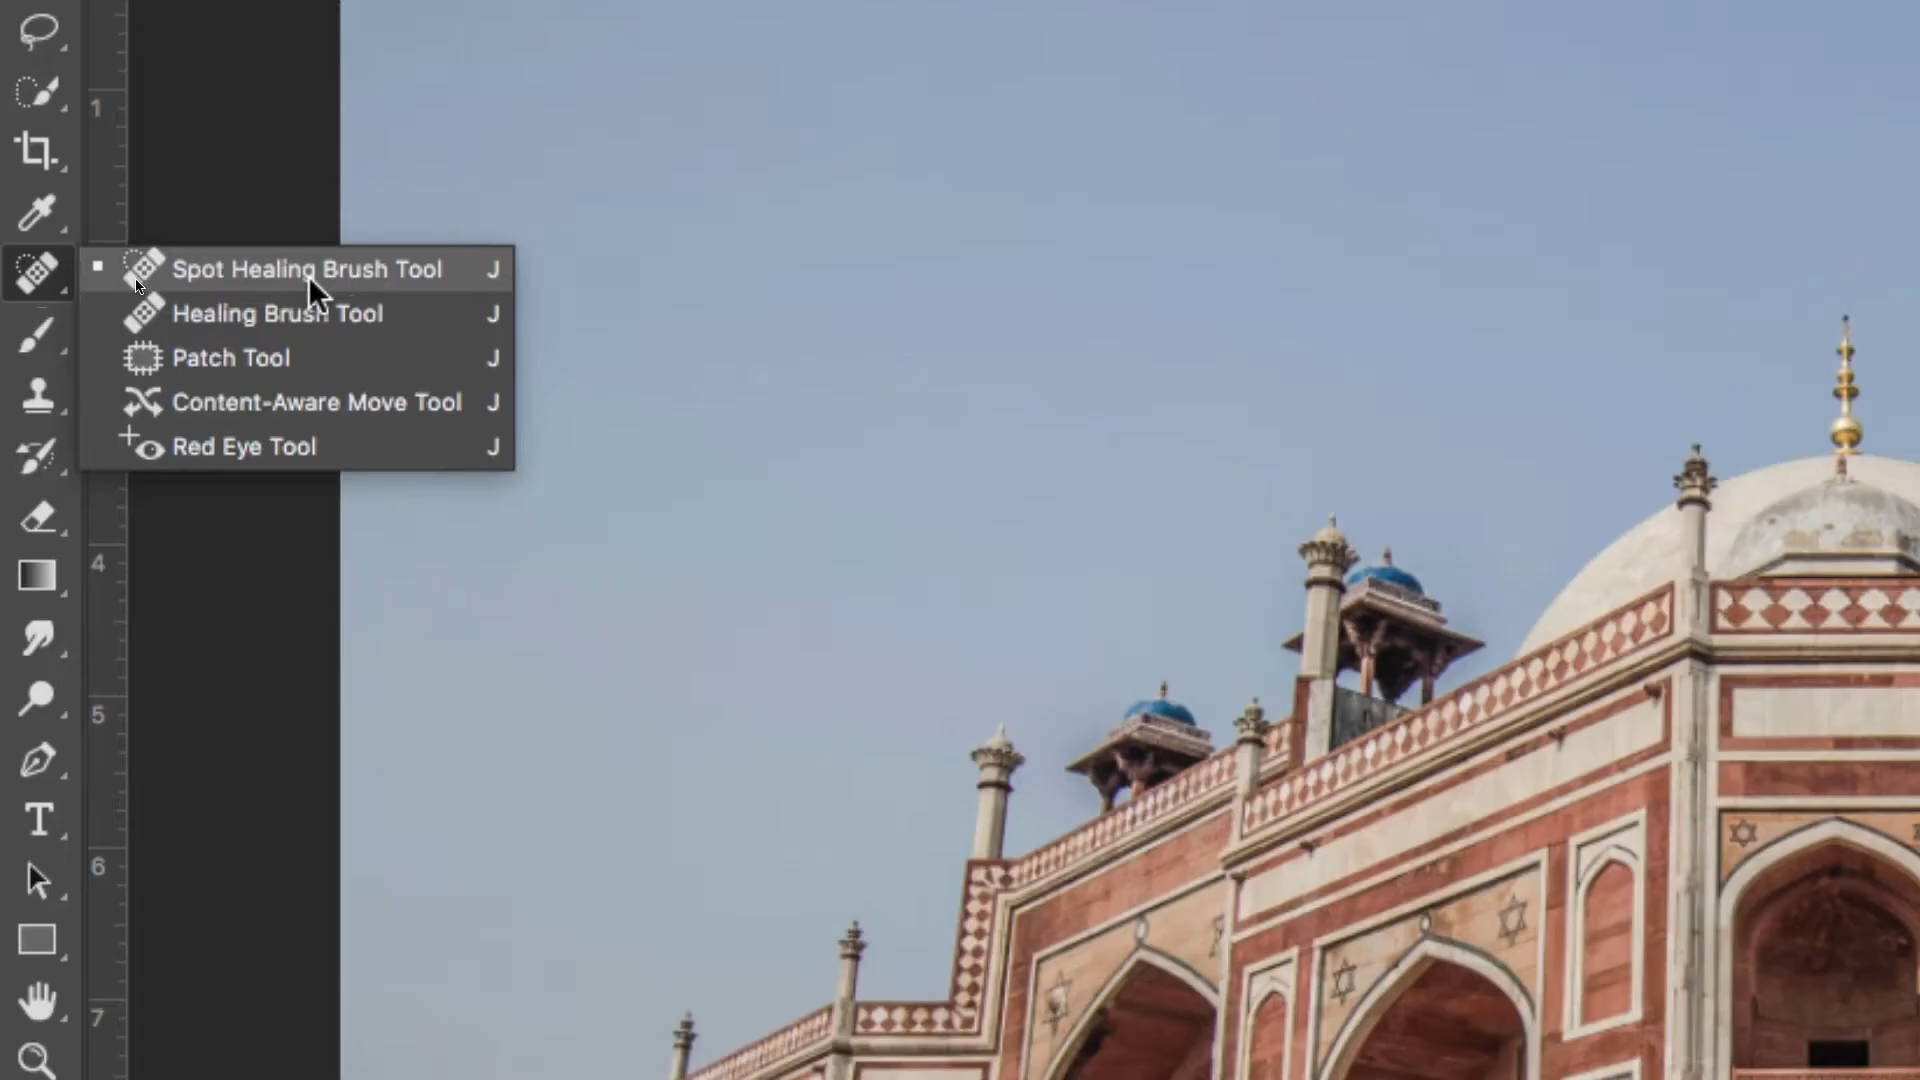 1
Spot Healing Brush Tool J
Healing Brush Tool J
Patch Tool J
Content-Aware Move Tool J
Red Eye Tool J
4
5
6
7